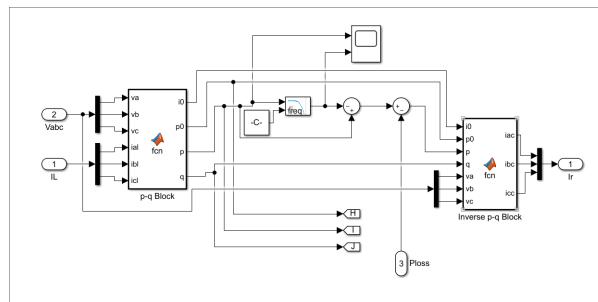 2
Vabc
1
IL
va
vb
vc
ial
ibl
icl
fcn
i0
p0
p
q
p-q Block
-C-
freq
H
I
J
3
Ploss
i0
p0
p
q
va
vb
vc
fcn
iac
ibc
icc
Inverse p-q Block
1
Ir